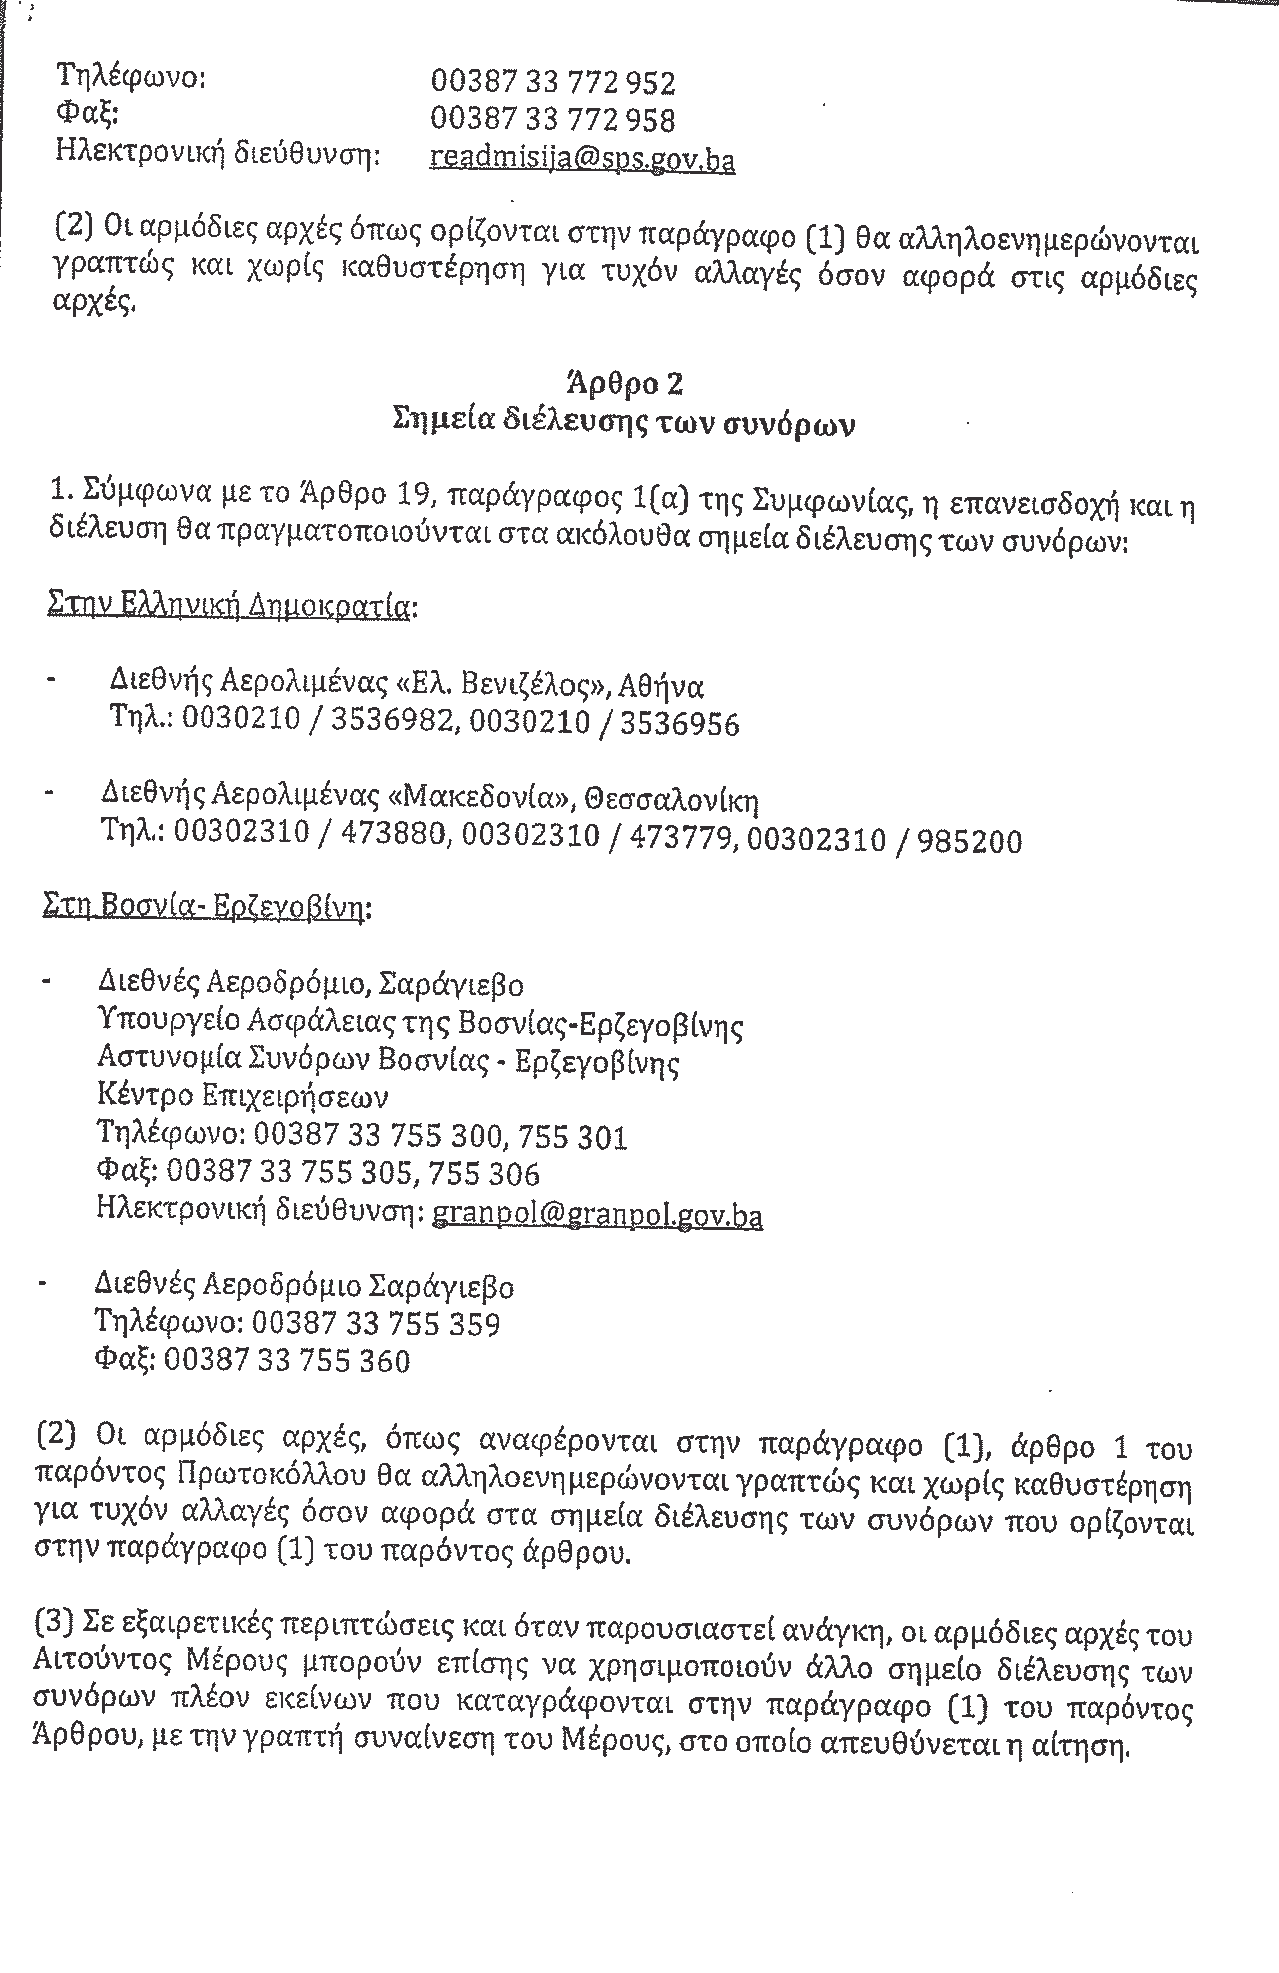 Τηλέφωνο: 00387 33 772 952
Φαξ: 00387 33 772 958
Ηλεκτρονική διεύθυνση: readmisija@sps.gov.ba
(2) Οι αρμόδιες αρχές όπως ορίζονται στην παράγραφο (1) θα αλληλοενημερώνονται
γραπτώς και χωρίς καθυστέρηση για τυχόν αλλαγές όσον αφορά στις αρμόδιες
αρχές.
Άρθρο 2
Σημεία διέλευσης των συνόρων
1. Σύμφωνα με το Άρθρο 19, παράγραφος 1(α) της Συμφωνίας, η επανεισδοχή και η
διέλευση θα πραγματοποιούνται στα ακόλουθα σημεία διέλευσης των συνόρων:
Στην Ελληνική Δημοκρατία:
- Διεθνής Αερολιμένας «Ελ. Βενιζέλος», Αθήνα
Τηλ.: 0030210 / 3536982, 0030210 / 3536956
- Διεθνής Αερολιμένας «Μακεδονία», Θεσσαλονίκη
Τηλ.: 00302310 / 473880, 00302310 / 473779, 00302310 / 985200
Στη Βοσνία- Ερζεγοβίνη:
- Διεθνές Αεροδρόμιο, Σαράγιεβο
Υπουργείο Ασφάλειας της Βοσνίας-Ερζεγοβίνης
Αστυνομία Συνόρων Βοσνίας - Ερζεγοβίνης
Κέντρο Επιχειρήσεων
Τηλέφωνο: 00387 33 755 300, 755 301
Φαξ: 00387 33 755 305, 755 306
Ηλεκτρονική διεύθυνση: granpol@granpol.gov.ba
- Διεθνές Αεροδρόμιο Σαράγιεβο
Τηλέφωνο: 00387 33 755 359
Φαξ: 00387 33 755 360
(2) Οι αρμόδιες αρχές, όπως αναφέρονται στην παράγραφο (1), άρθρο 1 του
παρόντος Πρωτοκόλλου θα αλληλοενημερώνονται γραπτώς και χωρίς καθυστέρηση
για τυχόν αλλαγές όσον αφορά στα σημεία διέλευσης των συνόρων που ορίζονται
στην παράγραφο (1) του παρόντος άρθρου.
(3) Σε εξαιρετικές περιπτώσεις και όταν παρουσιαστεί ανάγκη, οι αρμόδιες αρχές του
Αιτούντος Μέρους μπορούν επίσης να χρησιμοποιούν άλλο σημείο διέλευσης των
συνόρων πλέον εκείνων που καταγράφονται στην παράγραφο (1) του παρόντος
Άρθρου, με την γραπτή συναίνεση του Μέρους, στο οποίο απευθύνεται η αίτηση.